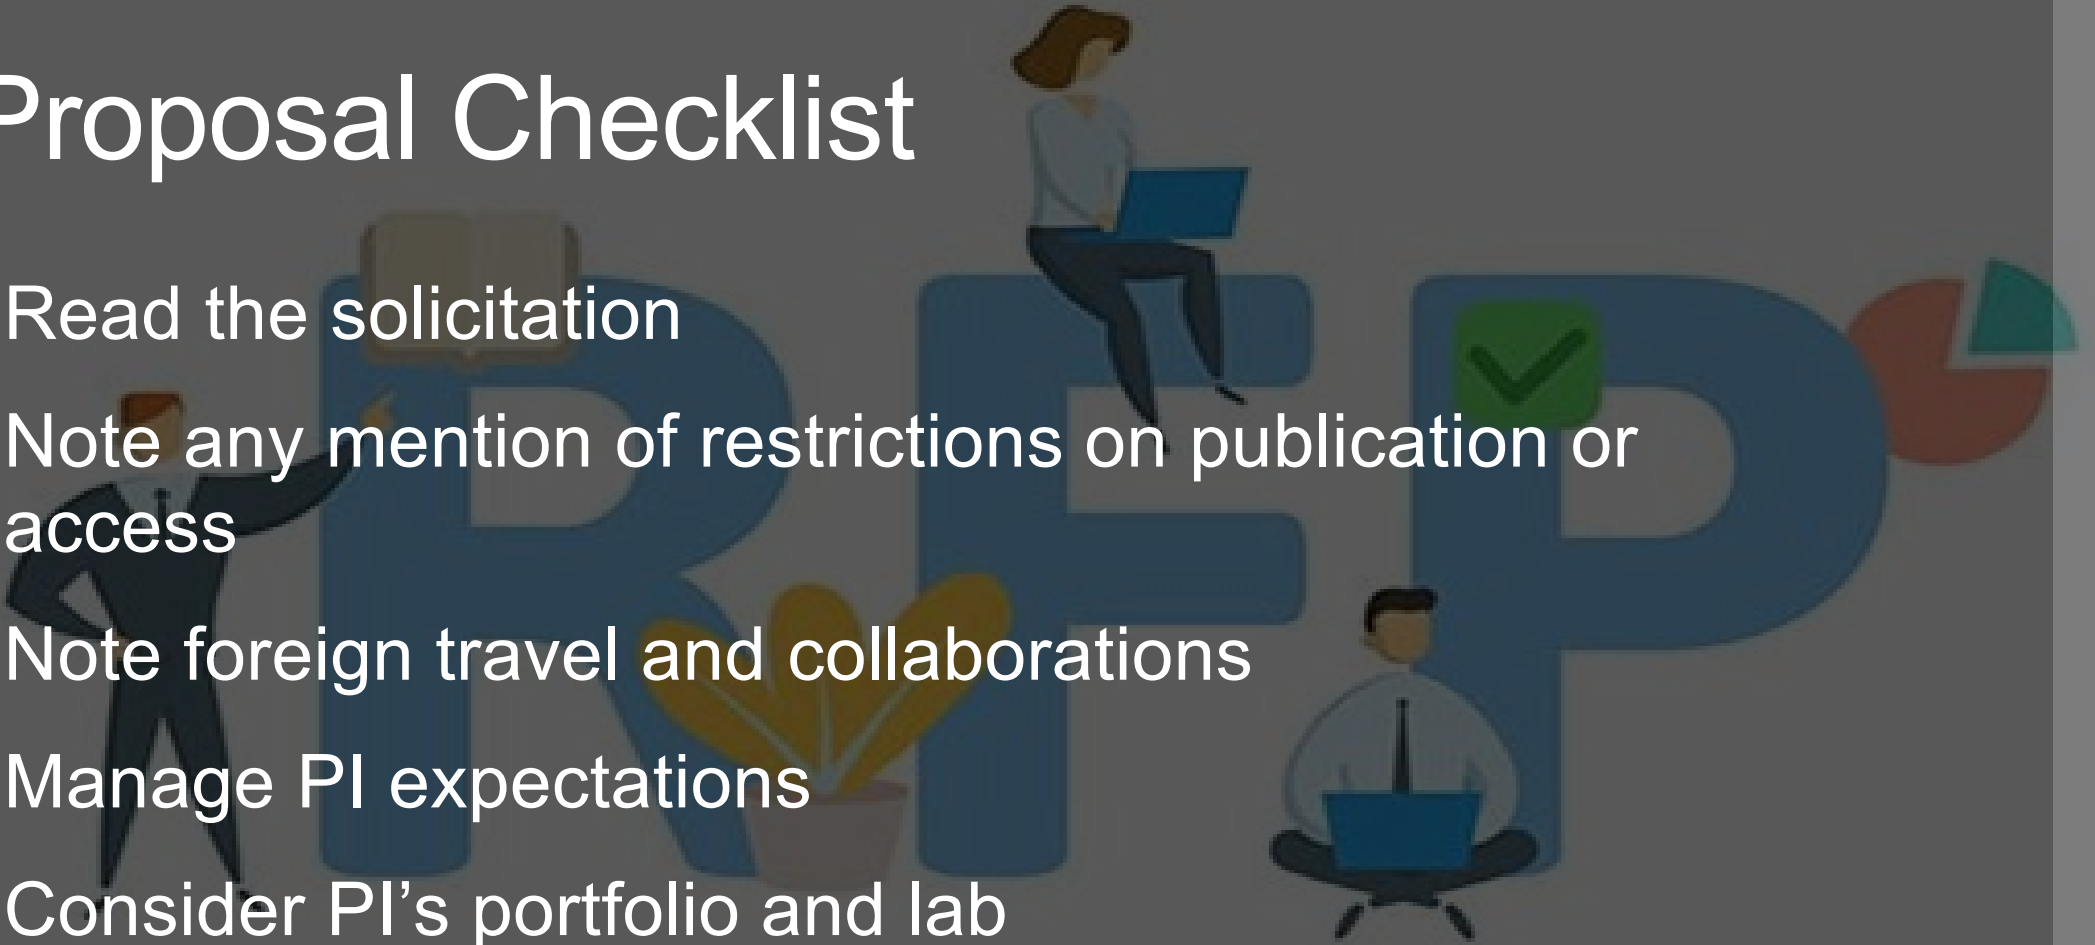 Proposal Checklist
Read the solicitation
Note any mention of restrictions on publication or
access
Note foreign travel and collaborations
Manage PI expectations
Consider PI’s portfolio and lab
RFP